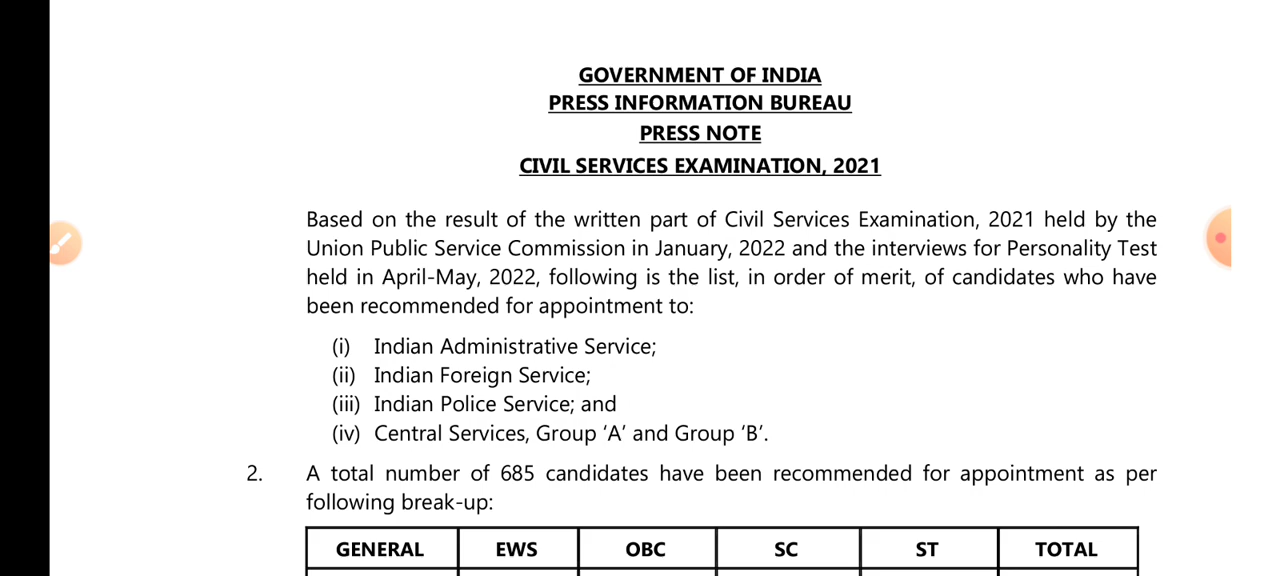 GOVERNMENT OF INDIA
PRESS INFORMATION BUREAU
PRESS NOTE
CIVIL SERVICES EXAMINATION, 2021
Based on the result of the written part of Civil Services Examination, 2021 held by the
Union Public Service Commission in January, 2022 and the interviews for Personality Test
held in April-May, 2022, following is the list, in order of merit, of candidates who have
been recommended for appointment to:
(i) Indian Administrative Service;
(ii) Indian Foreign Service;
(iii) Indian Police Service; and
(iv) Central Services, Group ‘A’ and Group ‘B’.
2. A total number of 685 candidates have been recommended for appointment as per
following break-up:
GENERAL EWS OBC SC ST TOTAL